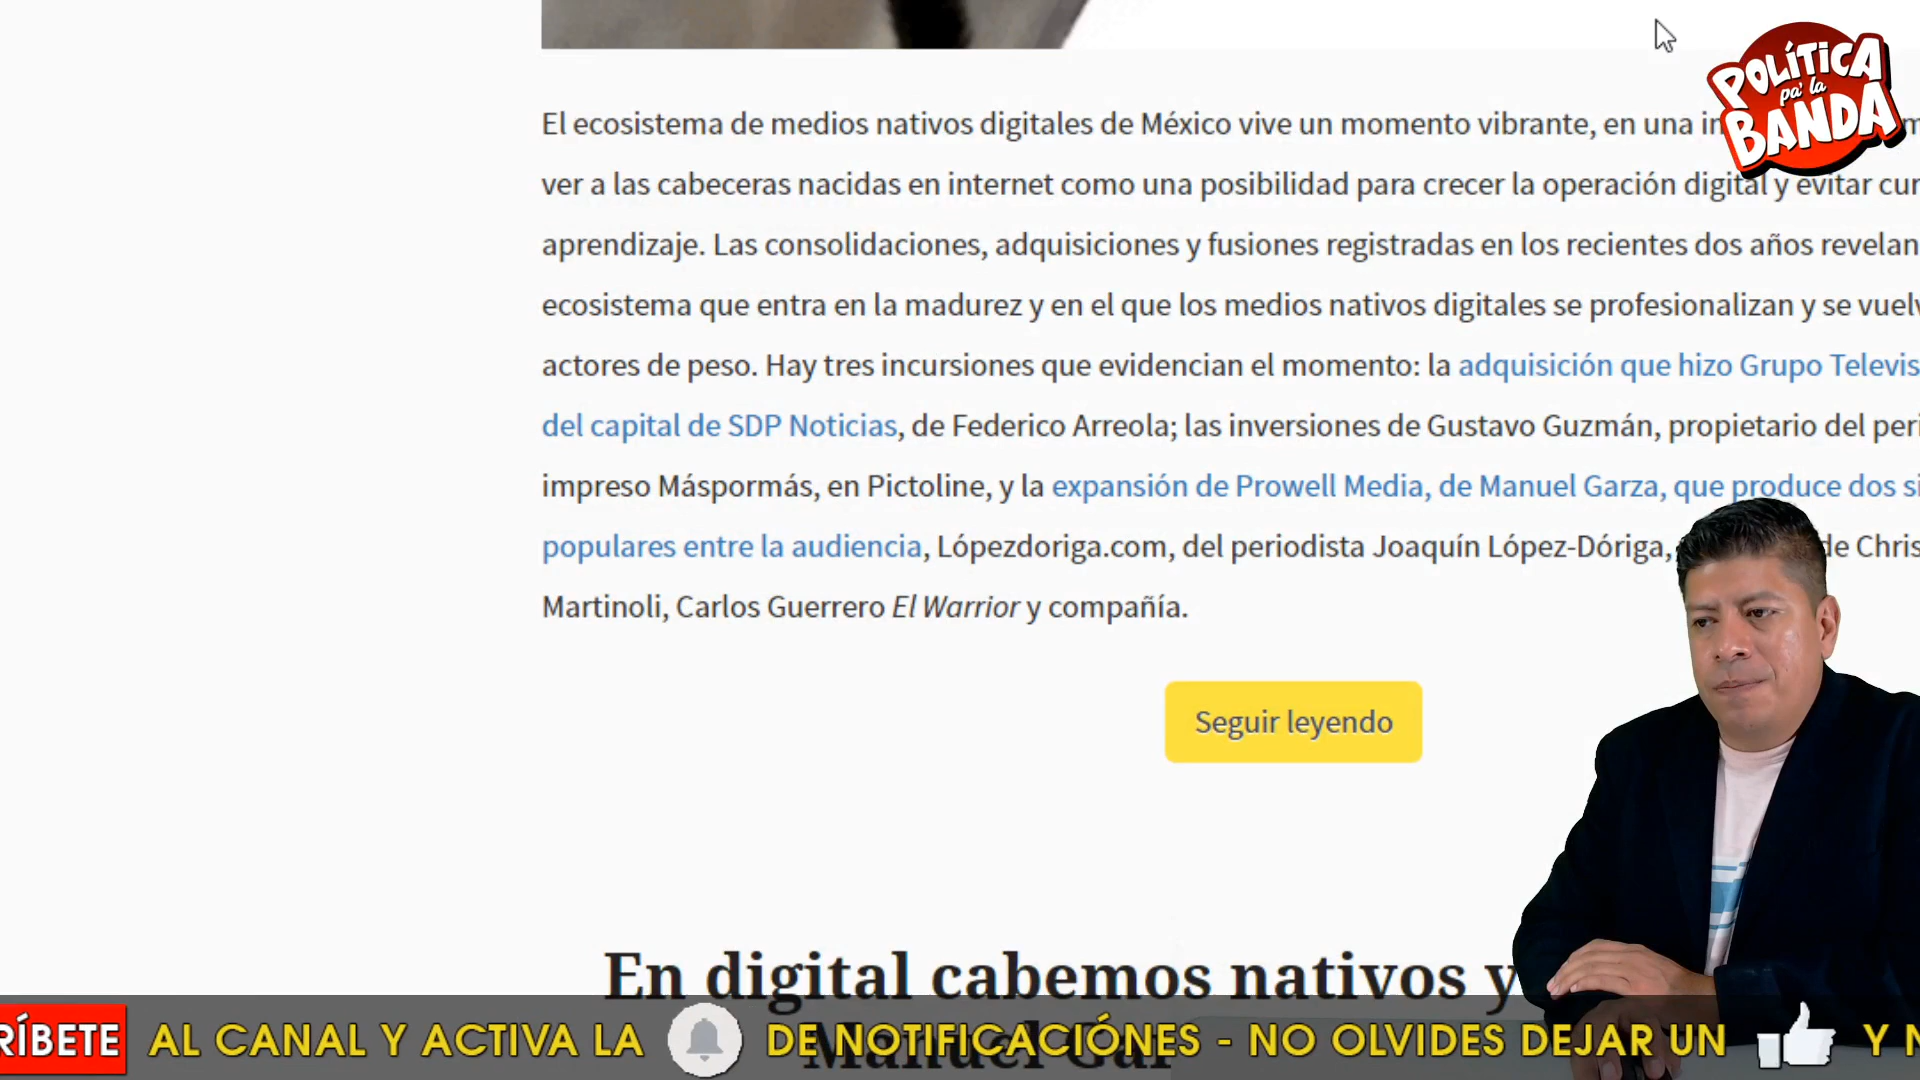 POLÍTICA
pa' la
BANDA
El ecosistema de medios nativos digitales de México vive un momento vibrante, en una
ver a las cabeceras nacidas en internet como una posibilidad para crecer la operación digital y evitar
aprendizaje. Las consolidaciones, adquisiciones y fusiones registradas en los recientes dos años revelan
ecosistema que entra en la madurez y en el que los medios nativos digitales se profesionalizan y se
actores de peso. Hay tres incursiones que evidencian el momento: la adquisición que hizo Grupo
del capital de SDP Noticias, de Federico Arreola; las inversiones de Gustavo Guzmán, propietario del
impreso Máspormás, en Pictoline, y la expansión de Prowell Media, de Manuel Garza, que produce dos
populares entre la audiencia, Lópezdoriga.com, del periodista Joaquín López-Dóriga, de
Martinoli, Carlos Guerrero El Warrior y compañía.
Seguir leyendo
En digital cabemos nativos y
Manuel
RÍBETE AL CANAL Y ACTIVA LA DE NOTIFICACIÓNES - NO OLVIDES DEJAR UN Y